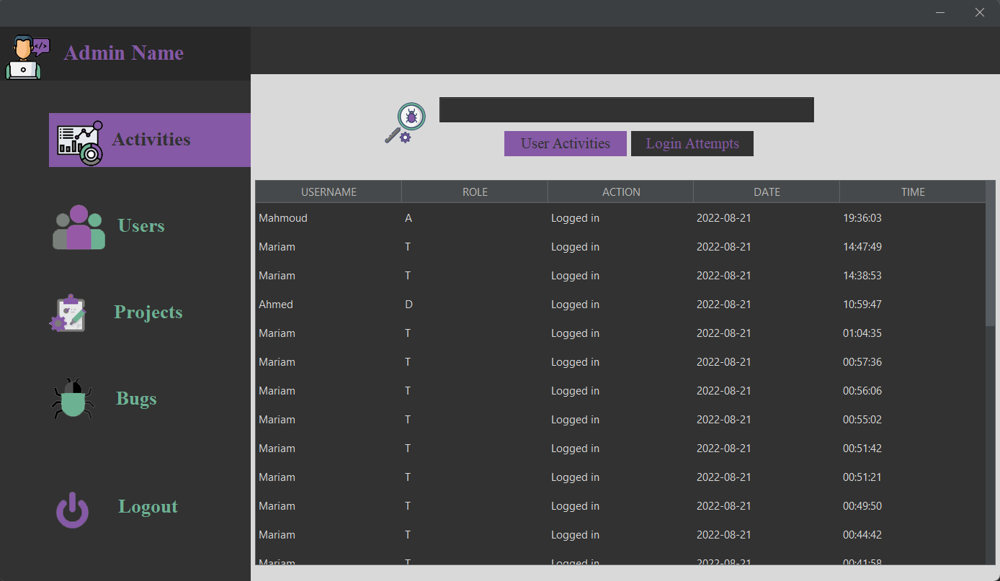 Admin Name
Activities
Users
Projects
Bugs
Logout
User Activities Login Attempts
USERNAME ROLE ACTION DATE TIME
Mahmoud A Logged in 2022-08-21 19:36:03
Mariam T Logged in 2022-08-21 14:47:49
Mariam T Logged in 2022-08-21 14:38:53
Ahmed D Logged in 2022-08-21 10:59:47
Mariam T Logged in 2022-08-21 01:04:35
Mariam T Logged in 2022-08-21 00:57:36
Mariam T Logged in 2022-08-21 00:56:06
Mariam T Logged in 2022-08-21 00:55:02
Mariam T Logged in 2022-08-21 00:51:42
Mariam T Logged in 2022-08-21 00:51:21
Mariam T Logged in 2022-08-21 00:49:50
Mariam T Logged in 2022-08-21 00:44:42
Mariam T Logged in 2022-08-21 00:41:58